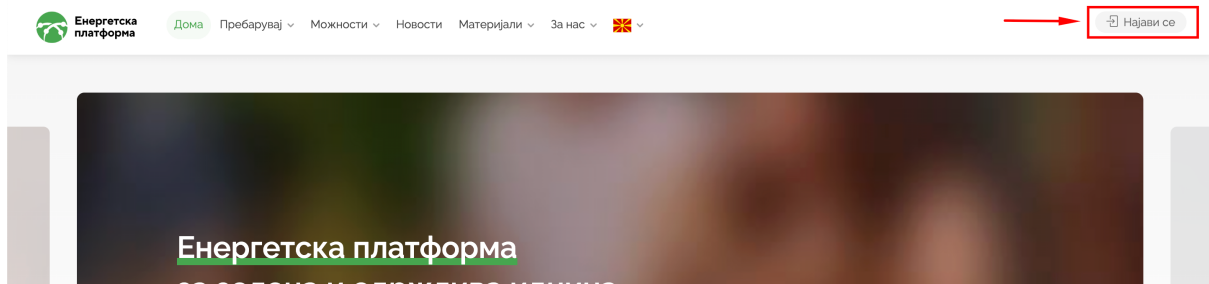 Енергетска
платформа
Дома Пребарувај Можности Новости Материјали За нас
Најави се
Енергетска платформа